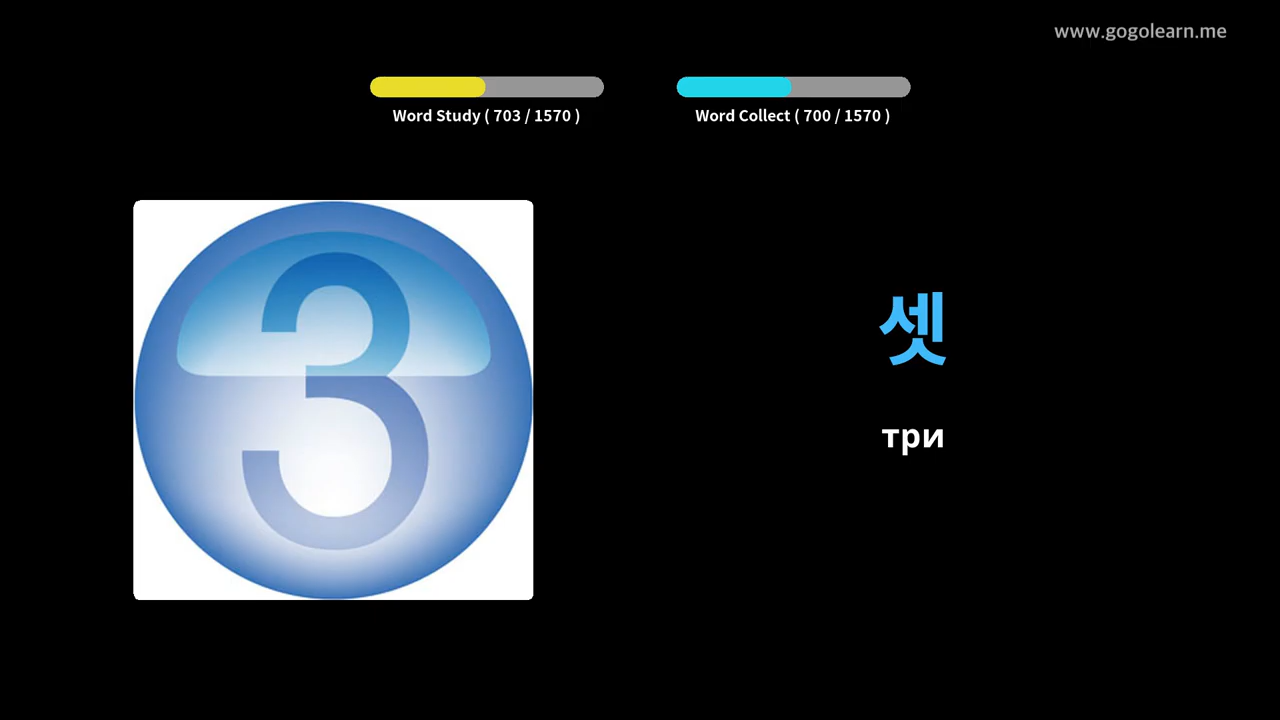 www.gogolearn.me
Word Study ( 703 / 1570 )
Word Collect ( 700 / 1570 )
3
셋
три